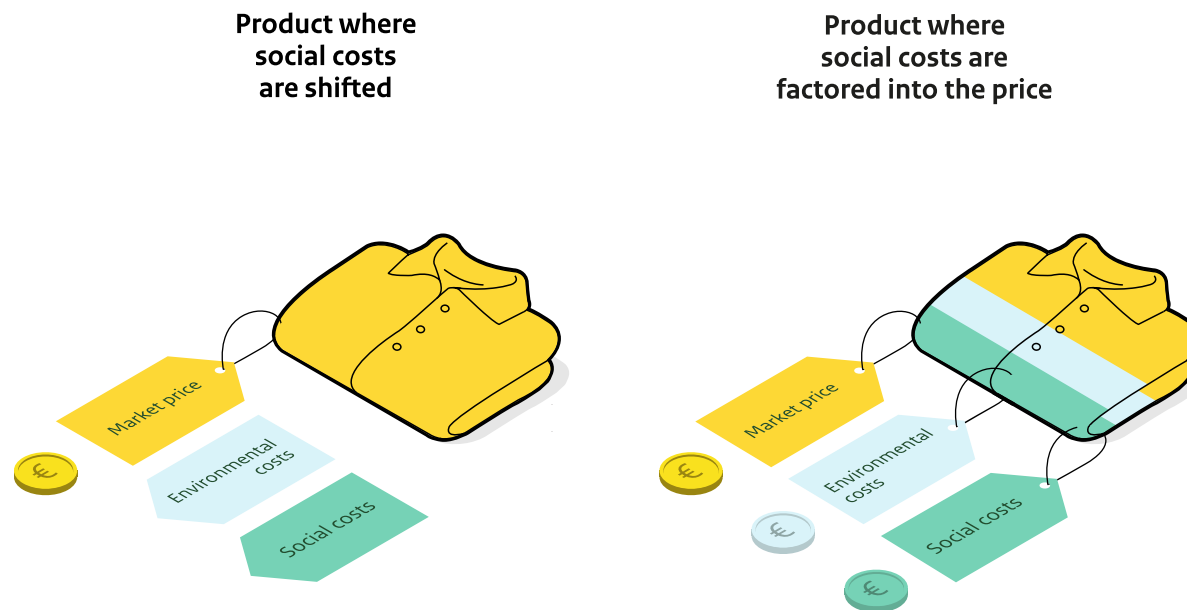 Product where
social costs
are shifted
Market price
Environmental
costs
Social costs
€
Product where
social costs are
factored into the price
Market price
Environmental
costs
Social costs
€
€
€